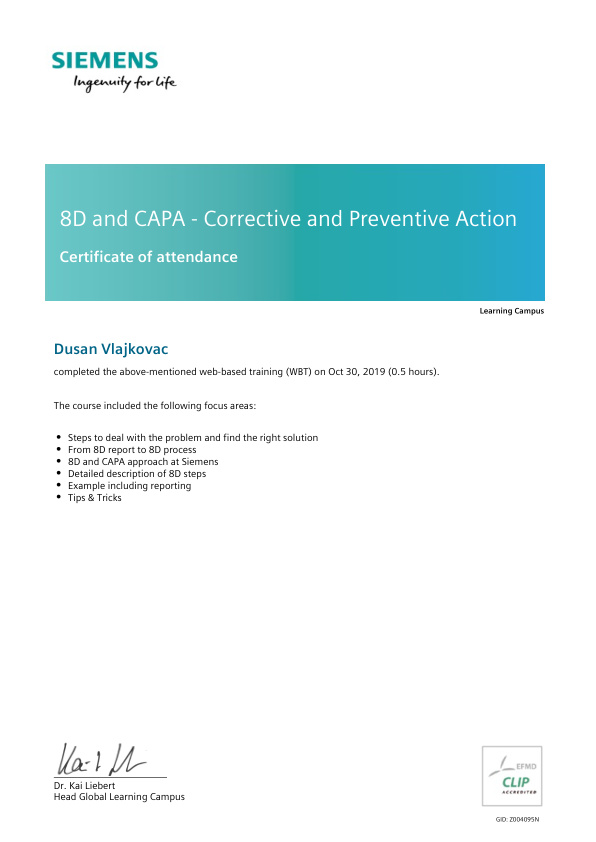 SIEMENS
Ingenuity for life
8D and CAPA - Corrective and Preventive Action
Certificate of attendance
Learning Campus
Dusan Vlajkovac
completed the above-mentioned web-based training (WBT) on Oct 30, 2019 (0.5 hours).
The course included the following focus areas:
• Steps to deal with the problem and find the right solution
• From 8D report to 8D process
• 8D and CAPA approach at Siemens
• Detailed description of 8D steps
• Example including reporting
• Tips & Tricks
Dr. Kai Liebert
Head Global Learning Campus
EFMD
CLIP
ACCREDITED
GID: Z004095N